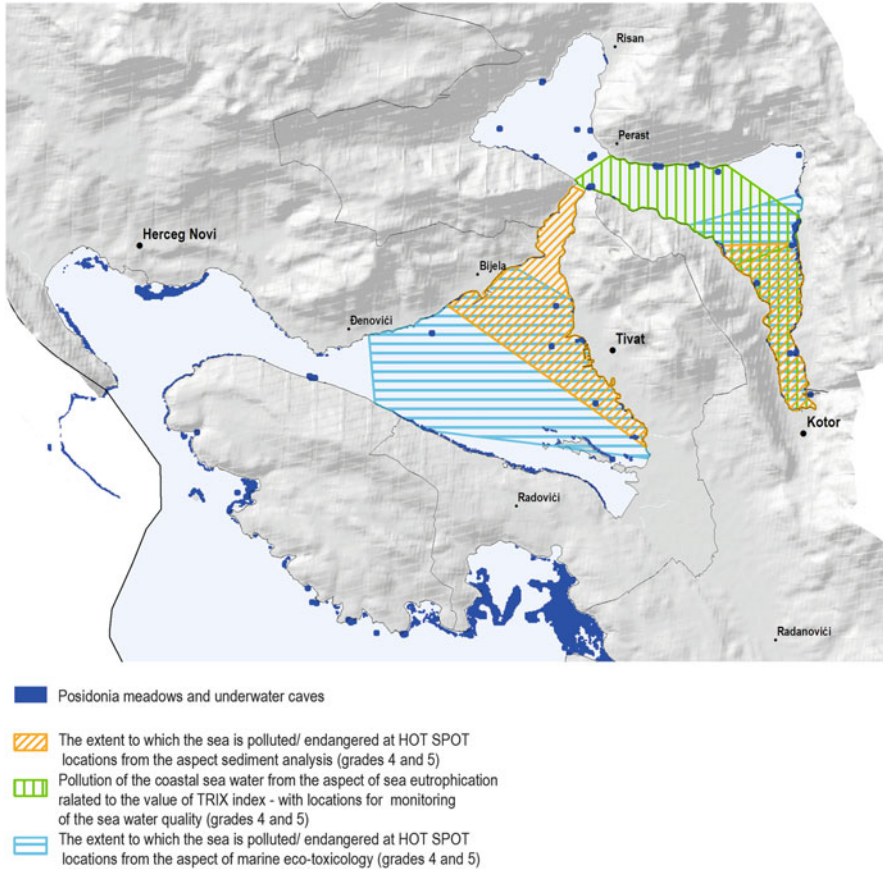 Risan
Perast
Herceg Novi
Bijela
Đenovići
Tivat
Kotor
Radovići
Radanovići
Posidonia meadows and underwater caves
The extent to which the sea is polluted/ endangered at HOT SPOT
locations from the aspect sediment analysis (grades 4 and 5)
Pollution of the coastal sea water from the aspect of sea eutrophication
ralated to the value of TRIX index - with locations for monitoring
of the sea water quality (grades 4 and 5)
The extent to which the sea is polluted/ endangered at HOT SPOT
locations from the aspect of marine eco-toxicology (grades 4 and 5)